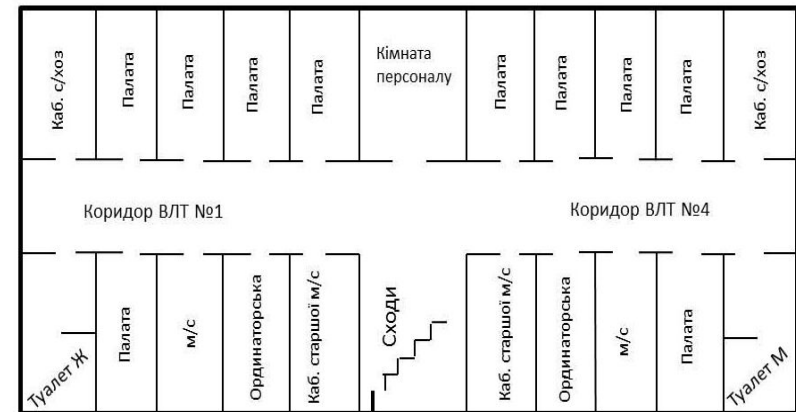 Каб. с/хоз
Палата
Палата
Палата
Палата
Кімната
персоналу
Палата
Палата
Палата
Палата
Каб. с/хоз
Коридор ВЛТ №1
Коридор ВЛТ №4
Туалет Ж
Палата
м/с
Ординаторська
Каб. старшої м/с
Сходи
Каб. старшої м/с
Ординаторська
м/с
Палата
Туалет М